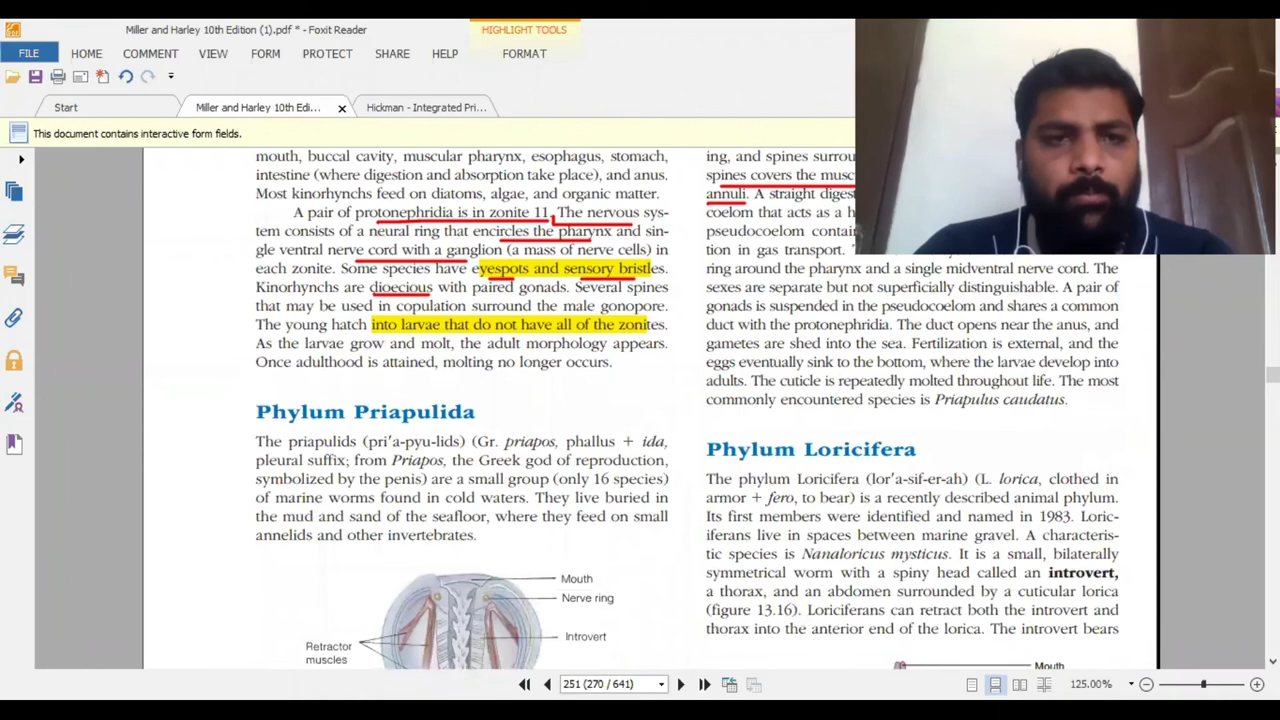 Miller and Harley 10th Edition (1).pdf * - Foxit Reader
HIGHLIGHT TOOLS
FILE HOME COMMENT VIEW FORM PROTECT SHARE HELP FORMAT
Start Miller and Harley 10th Edi... x Hickman - Integrated Pri...
This document contains interactive form fields.
mouth, buccal cavity, muscular pharynx, esophagus, stomach,
intestine (where digestion and absorption take place), and anus.
Most kinorhynchs feed on diatoms, algae, and organic matter.
A pair of protonephridia is in zonite 11. The nervous sys-
tem consists of a neural ring that encircles the pharynx and sin-
gle ventral nerve cord with a ganglion (a mass of nerve cells) in
each zonite. Some species have eyespots and sensory bristles.
Kinorhynchs are dioecious with paired gonads. Several spines
that may be used in copulation surround the male gonopore.
The young hatch into larvae that do not have all of the zonites.
As the larvae grow and molt, the adult morphology appears.
Once adulthood is attained, molting no longer occurs.
Phylum Priapulida
The priapulids (pri′a-pyu-lids) (Gr. priapos, phallus + ida,
pleural suffix; from Priapos, the Greek god of reproduction,
symbolized by the penis) are a small group (only 16 species)
of marine worms found in cold waters. They live buried in
the mud and sand of the seafloor, where they feed on small
annelids and other invertebrates.
Mouth
Nerve ring
Introvert
Retractor
muscles
ing, and spines surrou
spines covers the musc
annuli. A straight digest
coelom that acts as a h
pseudocoelom contain
tion in gas transport. T
ring around the pharynx and a single midventral nerve cord. The
sexes are separate but not superficially distinguishable. A pair of
gonads is suspended in the pseudocoelom and shares a common
duct with the protonephridia. The duct opens near the anus, and
gametes are shed into the sea. Fertilization is external, and the
eggs eventually sink to the bottom, where the larvae develop into
adults. The cuticle is repeatedly molted throughout life. The most
commonly encountered species is Priapulus caudatus.
Phylum Loricifera
The phylum Loricifera (lor′a-sif-er-ah) (L. lorica, clothed in
armor + fero, to bear) is a recently described animal phylum.
Its first members were identified and named in 1983. Loric-
iferans live in spaces between marine gravel. A characteris-
tic species is Nanaloricus mysticus. It is a small, bilaterally
symmetrical worm with a spiny head called an introvert,
a thorax, and an abdomen surrounded by a cuticular lorica
(figure 13.16). Loriciferans can retract both the introvert and
thorax into the anterior end of the lorica. The introvert bears
Mouth
251 (270 / 641)
125.00%